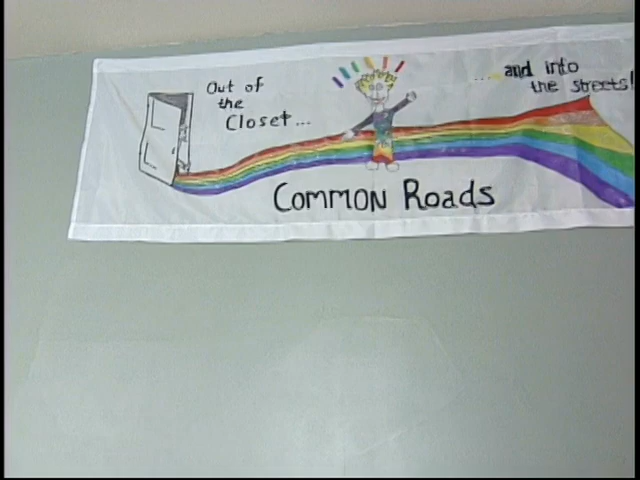 Out of
the
Closet...
... and into
the streets!
Common Roads